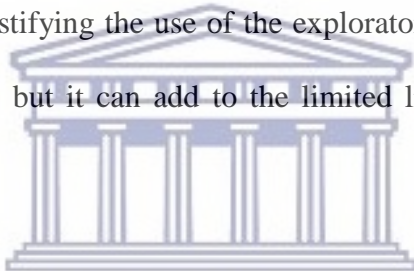 stifying the use of the explorato
but it can add to the limited l